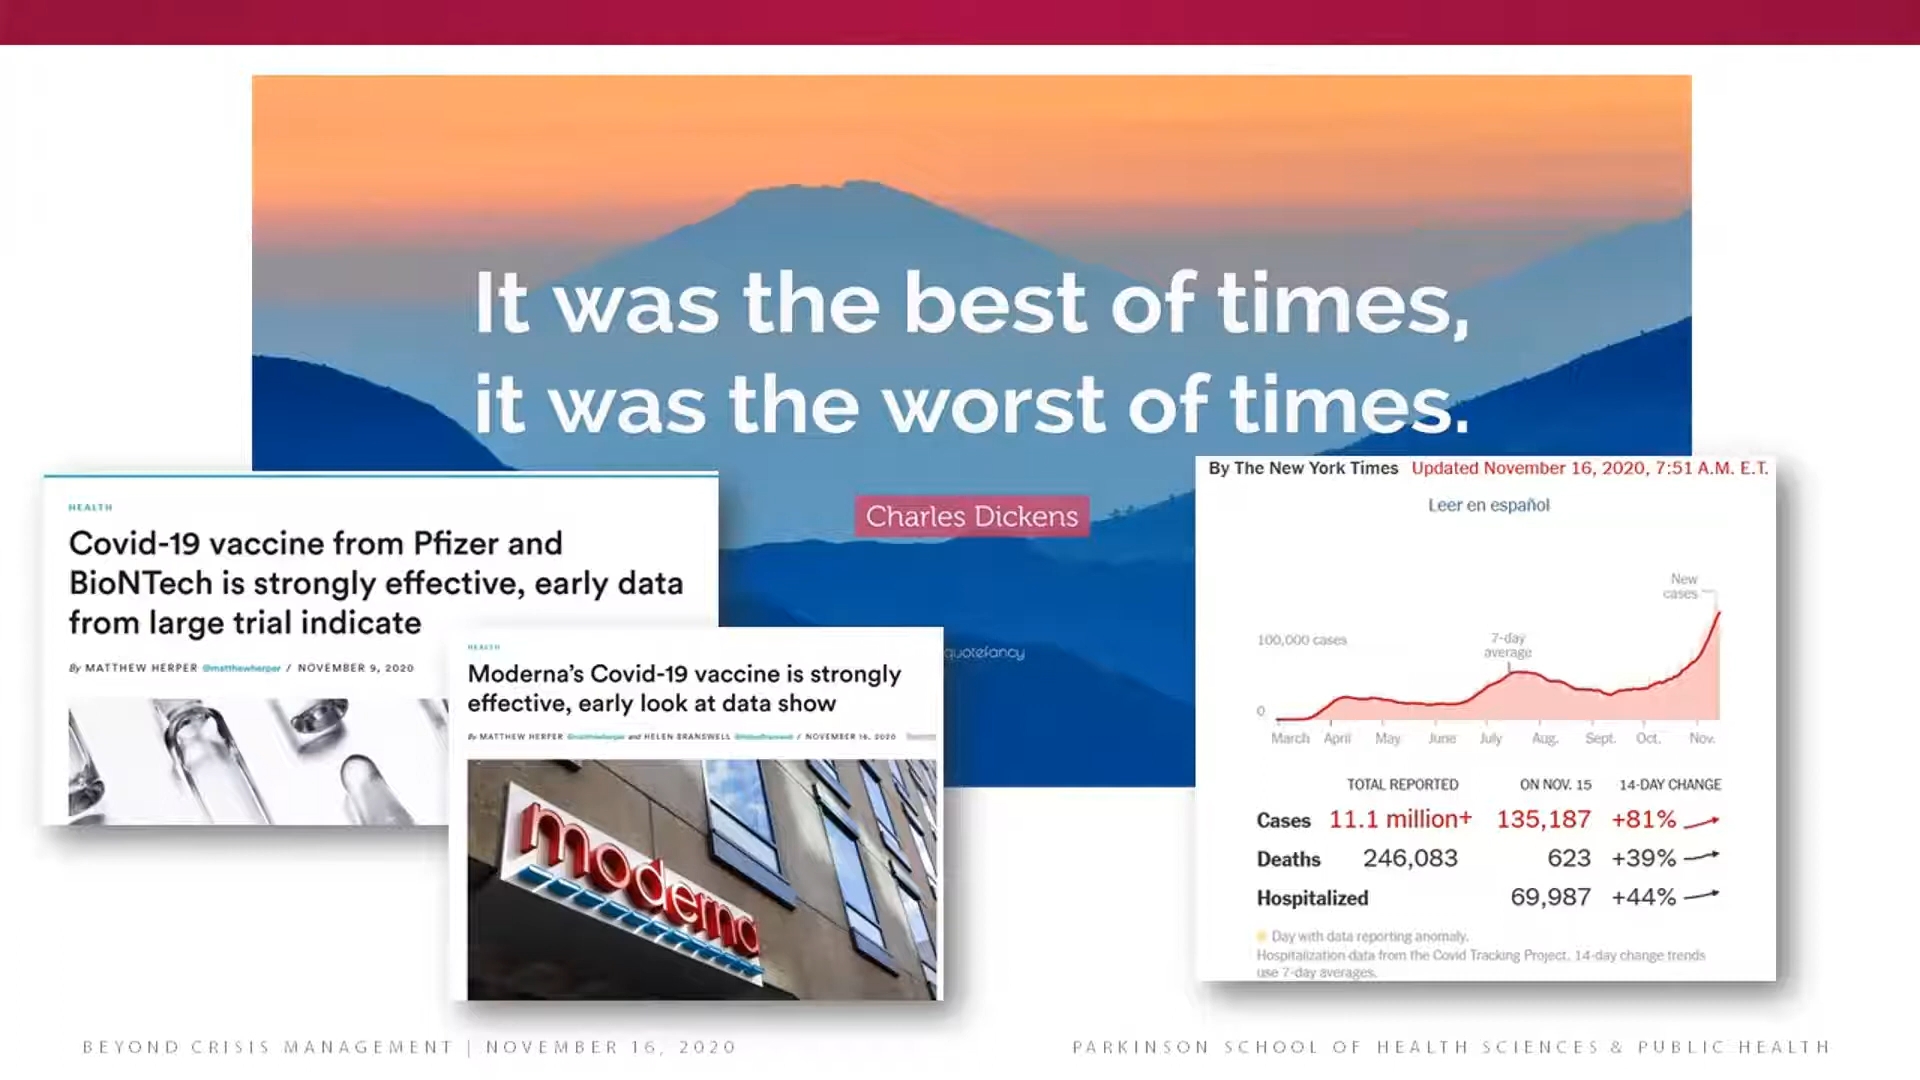 It was the best of times,
it was the worst of times.
Charles Dickens
quotefancy
HEALTH
Covid-19 vaccine from Pfizer and
BioNTech is strongly effective, early data
from large trial indicate
By MATTHEW HERPER @matthewherper / NOVEMBER 9, 2020
HEALTH
Moderna’s Covid-19 vaccine is strongly
effective, early look at data show
By MATTHEW HERPER @matthewherper and HELEN BRANSWELL @HelenBranswell / NOVEMBER 16, 2020
moderna
By The New York Times Updated November 16, 2020, 7:51 A.M. E.T.
Leer en español
New
cases
100,000 cases
7-day
average
0
March April May June July Aug. Sept. Oct. Nov.
TOTAL REPORTED ON NOV. 15 14-DAY CHANGE
Cases 11.1 million+ 135,187 +81%
Deaths 246,083 623 +39%
Hospitalized 69,987 +44%
Day with data reporting anomaly.
Hospitalization data from the Covid Tracking Project. 14-day change trends
use 7-day averages.
BEYOND CRISIS MANAGEMENT | NOVEMBER 16, 2020
PARKINSON SCHOOL OF HEALTH SCIENCES & PUBLIC HEALTH